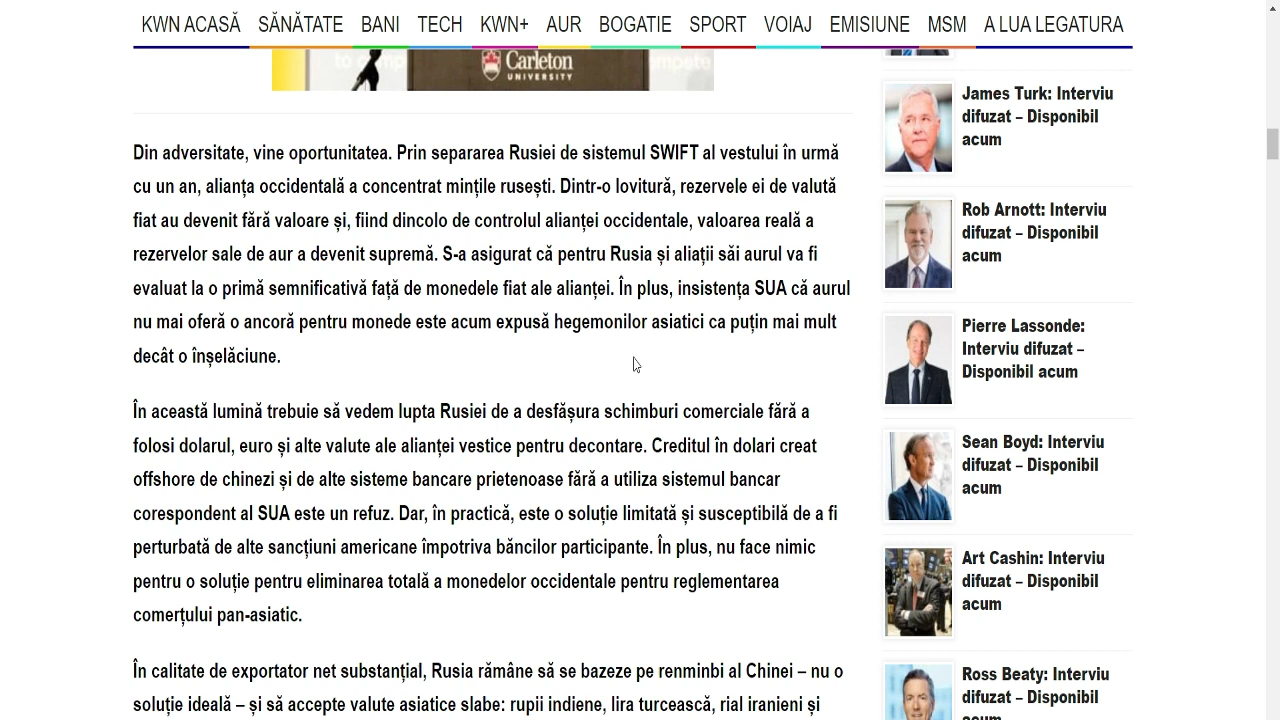 KWN ACASĂ SĂNĂTATE BANI TECH KWN+ AUR BOGATIE SPORT VOIAJ EMISIUNE MSM A LUA LEGATURA
Carleton
UNIVERSITY
Din adversitate, vine oportunitatea. Prin separarea Rusiei de sistemul SWIFT al vestului în urmă
cu un an, alianța occidentală a concentrat mințile rusești. Dintr-o lovitură, rezervele ei de valută
fiat au devenit fără valoare și, fiind dincolo de controlul alianței occidentale, valoarea reală a
rezervelor sale de aur a devenit supremă. S-a asigurat că pentru Rusia și aliații săi aurul va fi
evaluat la o primă semnificativă față de monedele fiat ale alianței. În plus, insistența SUA că aurul
nu mai oferă o ancoră pentru monede este acum expusă hegemonilor asiatici ca puțin mai mult
decât o înșelăciune.
În această lumină trebuie să vedem lupta Rusiei de a desfășura schimburi comerciale fără a
folosi dolarul, euro și alte valute ale alianței vestice pentru decontare. Creditul în dolari creat
offshore de chinezi și de alte sisteme bancare prietenoase fără a utiliza sistemul bancar
corespondent al SUA este un refuz. Dar, în practică, este o soluție limitată și susceptibilă de a fi
perturbată de alte sancțiuni americane împotriva băncilor participante. În plus, nu face nimic
pentru o soluție pentru eliminarea totală a monedelor occidentale pentru reglementarea
comerțului pan-asiatic.
În calitate de exportator net substanțial, Rusia rămâne să se bazeze pe renminbi al Chinei – nu o
soluție ideală – și să accepte valute asiatice slabe: rupii indiene, lira turcească, rial iranieni și
James Turk: Interviu
difuzat – Disponibil
acum
Rob Arnott: Interviu
difuzat – Disponibil
acum
Pierre Lassonde:
Interviu difuzat –
Disponibil acum
Sean Boyd: Interviu
difuzat – Disponibil
acum
Art Cashin: Interviu
difuzat – Disponibil
acum
Ross Beaty: Interviu
difuzat – Disponibil
acum